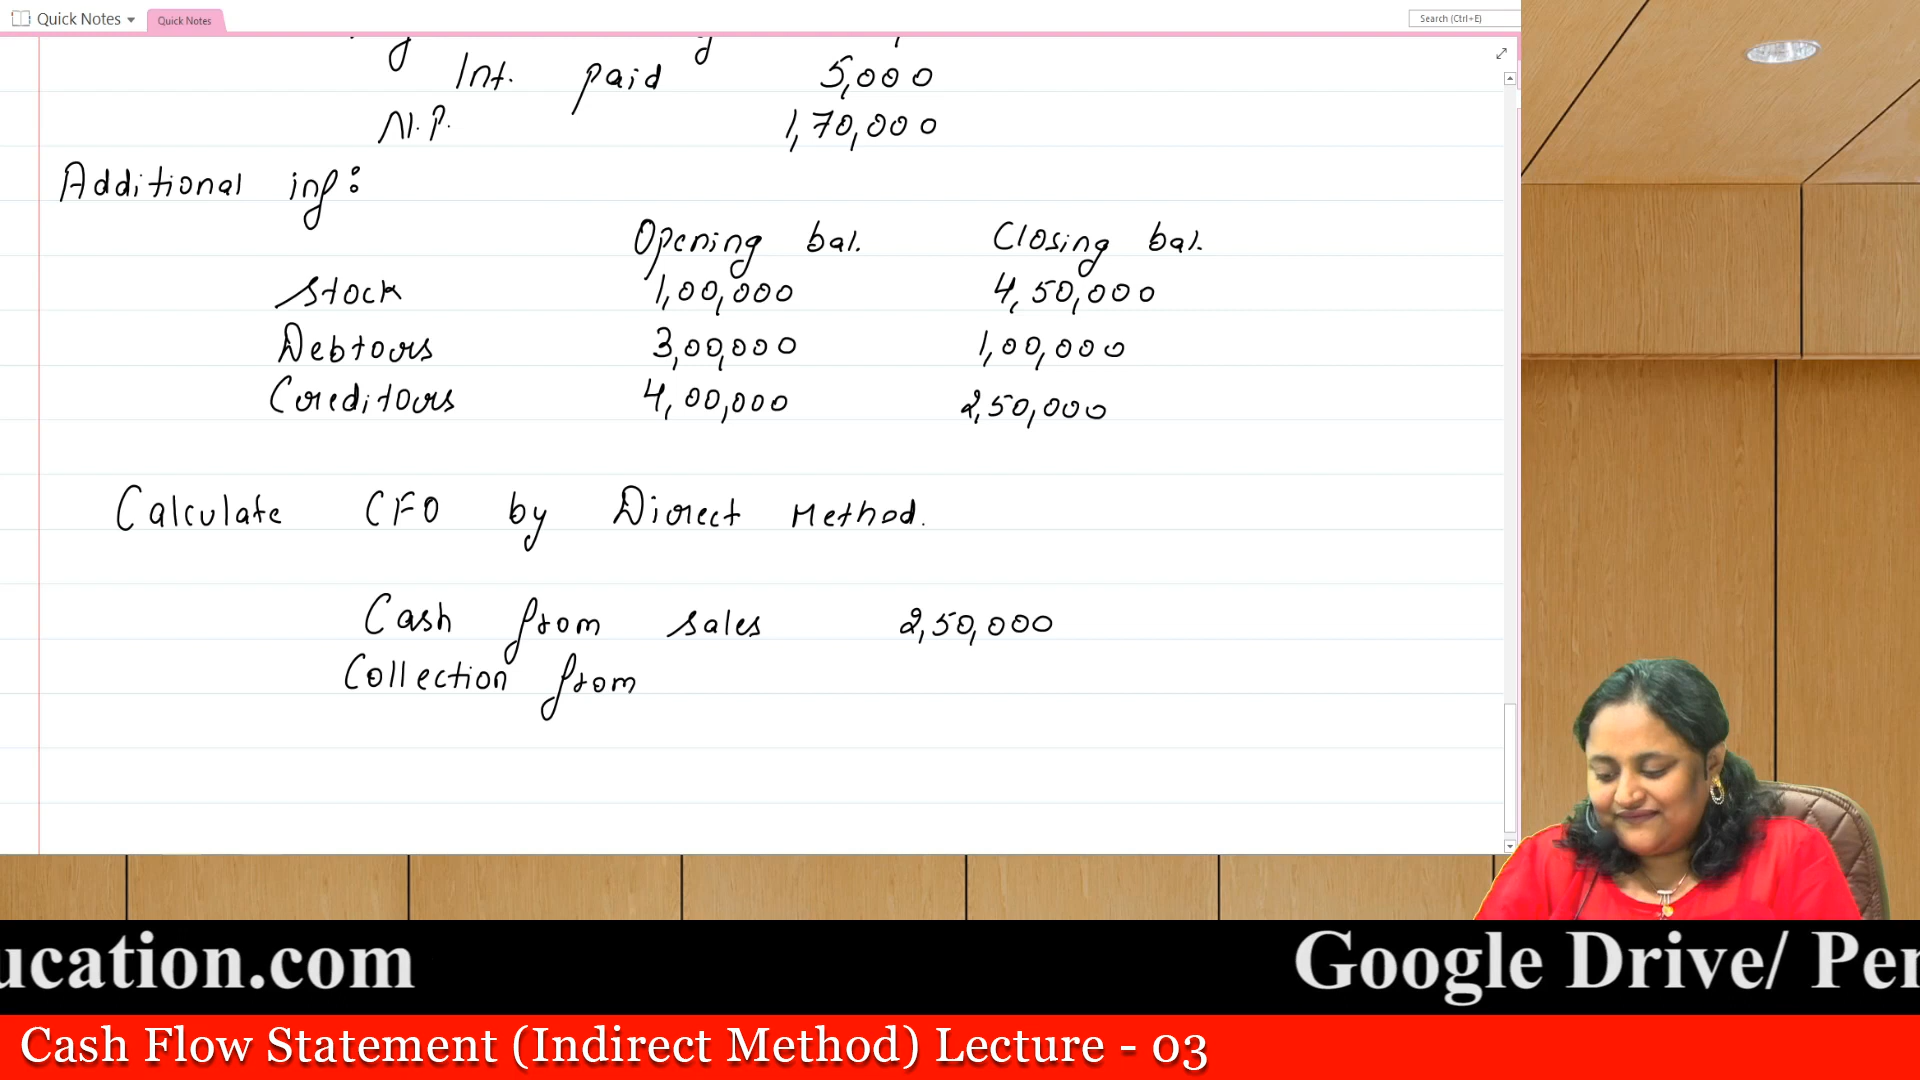 Quick Notes
Quick Notes
Search (Ctrl+E)
Int. paid 5,000
N.P. 1,70,000
Additional inf:
Opening bal. Closing bal.
Stock 1,00,000 4,50,000
Debtors 3,00,000 1,00,000
Creditors 4,00,000 2,50,000
Calculate CFO by Direct Method.
Cash from sales 2,50,000
Collection from
ucation.com
Google Drive/ Pen
Cash Flow Statement (Indirect Method) Lecture - 03